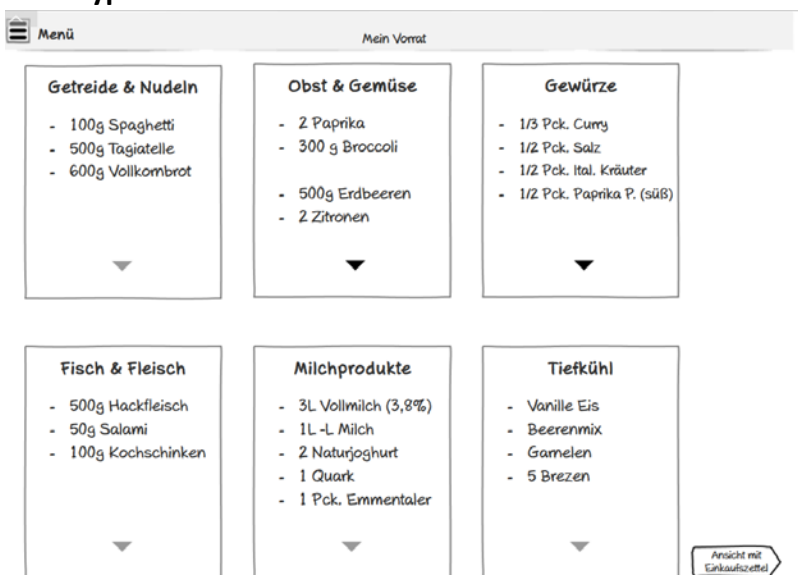 Menü
Mein Vorrat
Getreide & Nudeln
- 100g Spaghetti
- 500g Tagiatelle
- 600g Vollkornbrot
Obst & Gemüse
- 2 Paprika
- 300 g Broccoli
- 500g Erdbeeren
- 2 Zitronen
Gewürze
- 1/3 Pck. Curry
- 1/2 Pck. Salz
- 1/2 Pck. Ital. Kräuter
- 1/2 Pck. Paprika P. (süß)
Fisch & Fleisch
- 500g Hackfleisch
- 50g Salami
- 100g Kochschinken
Milchprodukte
- 3L Vollmilch (3,8%)
- 1L -L Milch
- 2 Naturjoghurt
- 1 Quark
- 1 Pck. Emmentaler
Tiefkühl
- Vanille Eis
- Beerenmix
- Garnelen
- 5 Brezen
Ansicht mit
Einkaufszettel